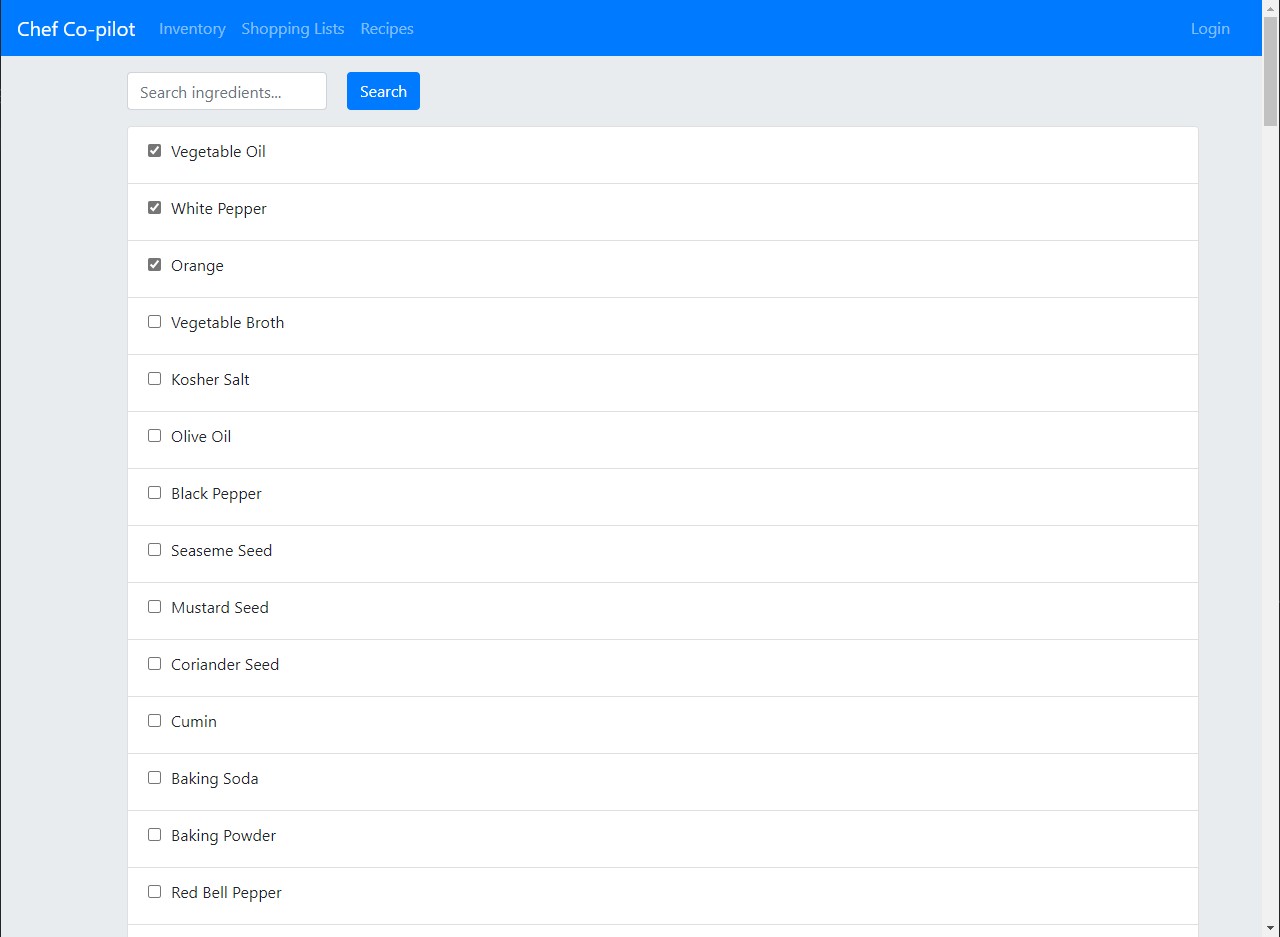 Chef Co-pilot Inventory Shopping Lists Recipes Login
Search ingredients... Search
Vegetable Oil
White Pepper
Orange
Vegetable Broth
Kosher Salt
Olive Oil
Black Pepper
Seaseme Seed
Mustard Seed
Coriander Seed
Cumin
Baking Soda
Baking Powder
Red Bell Pepper